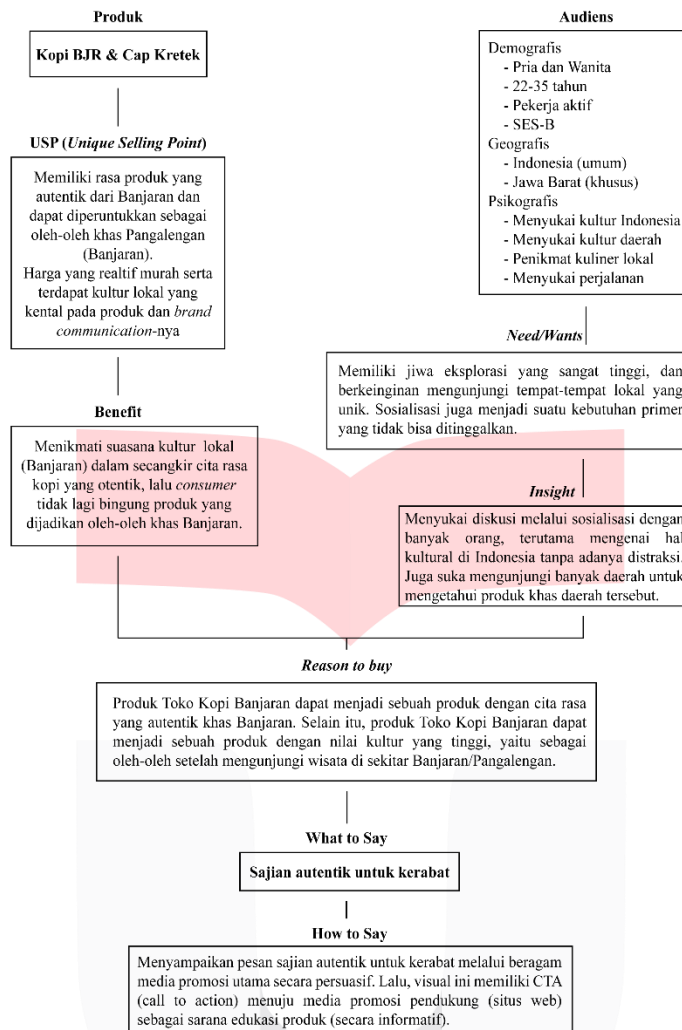 Produk
Kopi BJR & Cap Kretek
USP (Unique Selling Point)
Memiliki rasa produk yang
autentik dari Banjaran dan
dapat diperuntukkan sebagai
oleh-oleh khas Pangalengan
(Banjaran).
Harga yang realtif murah serta
terdapat kultur lokal yang
kental pada produk dan brand
communication-nya
Benefit
Menikmati suasana kultur lokal
(Banjaran) dalam secangkir cita rasa
kopi yang otentik, lalu consumer
tidak lagi bingung produk yang
dijadikan oleh-oleh khas Banjaran.
Audiens
Demografis
- Pria dan Wanita
- 22-35 tahun
- Pekerja aktif
- SES-B
Geografis
- Indonesia (umum)
- Jawa Barat (khusus)
Psikografis
- Menyukai kultur Indonesia
- Menyukai kultur daerah
- Penikmat kuliner lokal
- Menyukai perjalanan
Need/Wants
Memiliki jiwa eksplorasi yang sangat tinggi, dan
berkeinginan mengunjungi tempat-tempat lokal yang
unik. Sosialisasi juga menjadi suatu kebutuhan primer
yang tidak bisa ditinggalkan.
Insight
Menyukai diskusi melalui sosialisasi dengan
banyak orang, terutama mengenai hal
kultural di Indonesia tanpa adanya distraksi.
Juga suka mengunjungi banyak daerah untuk
mengetahui produk khas daerah tersebut.
Reason to buy
Produk Toko Kopi Banjaran dapat menjadi sebuah produk dengan cita rasa
yang autentik khas Banjaran. Selain itu, produk Toko Kopi Banjaran dapat
menjadi sebuah produk dengan nilai kultur yang tinggi, yaitu sebagai
oleh-oleh setelah mengunjungi wisata di sekitar Banjaran/Pangalengan.
What to Say
Sajian autentik untuk kerabat
How to Say
Menyampaikan pesan sajian autentik untuk kerabat melalui beragam
media promosi utama secara persuasif. Lalu, visual ini memiliki CTA
(call to action) menuju media promosi pendukung (situs web)
sebagai sarana edukasi produk (secara informatif).